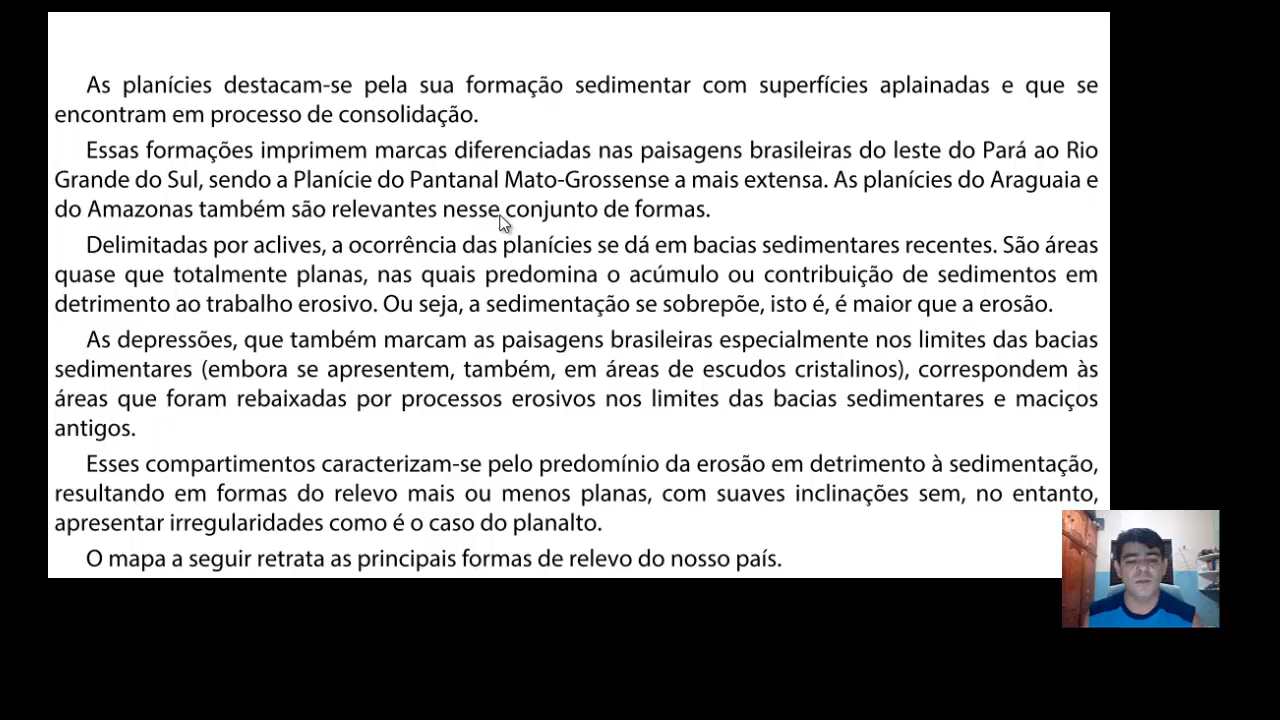 As planícies destacam-se pela sua formação sedimentar com superfícies aplainadas e que se
encontram em processo de consolidação.
Essas formações imprimem marcas diferenciadas nas paisagens brasileiras do leste do Pará ao Rio
Grande do Sul, sendo a Planície do Pantanal Mato-Grossense a mais extensa. As planícies do Araguaia e
do Amazonas também são relevantes nesse conjunto de formas.
Delimitadas por aclives, a ocorrência das planícies se dá em bacias sedimentares recentes. São áreas
quase que totalmente planas, nas quais predomina o acúmulo ou contribuição de sedimentos em
detrimento ao trabalho erosivo. Ou seja, a sedimentação se sobrepõe, isto é, é maior que a erosão.
As depressões, que também marcam as paisagens brasileiras especialmente nos limites das bacias
sedimentares (embora se apresentem, também, em áreas de escudos cristalinos), correspondem às
áreas que foram rebaixadas por processos erosivos nos limites das bacias sedimentares e maciços
antigos.
Esses compartimentos caracterizam-se pelo predomínio da erosão em detrimento à sedimentação,
resultando em formas do relevo mais ou menos planas, com suaves inclinações sem, no entanto,
apresentar irregularidades como é o caso do planalto.
O mapa a seguir retrata as principais formas de relevo do nosso país.